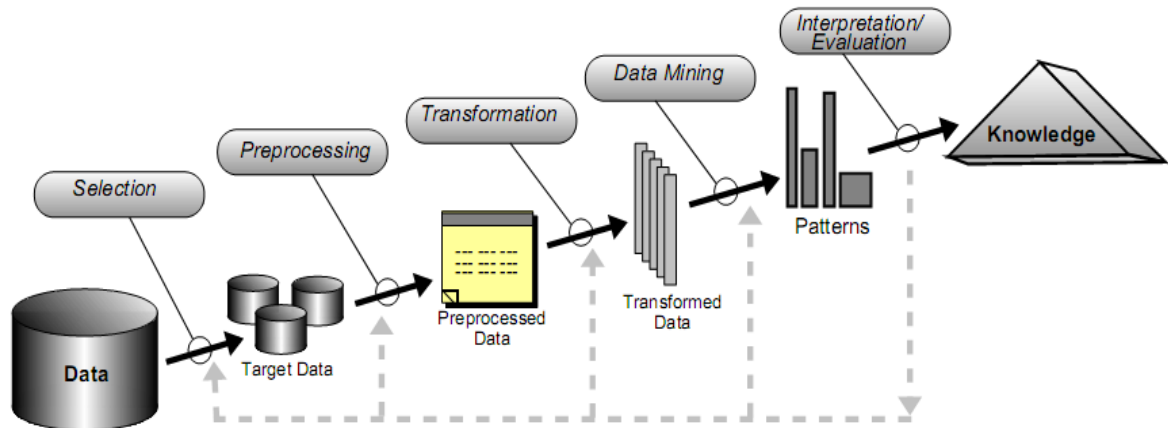 Interpretation/
Evaluation
Data Mining
Transformation
Preprocessing
Selection
Knowledge
Patterns
Transformed
Data
Preprocessed
Data
Target Data
Data